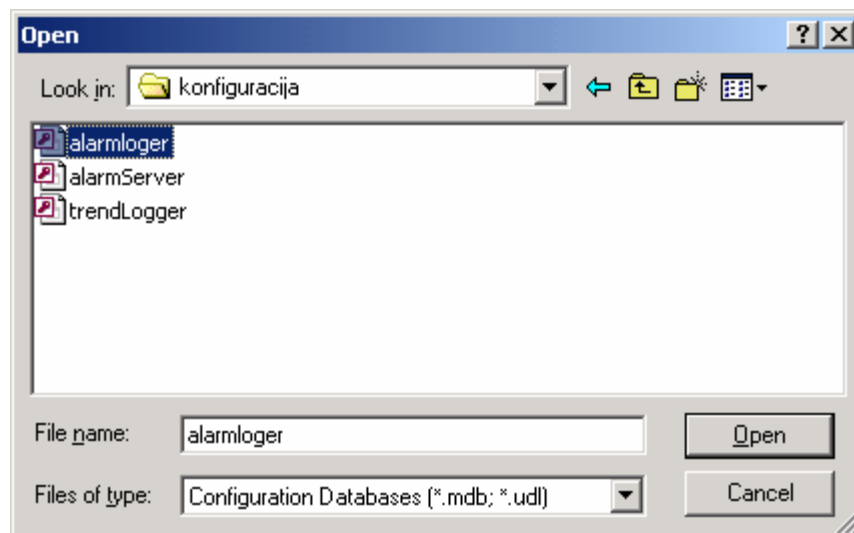 Open
Look in: konfiguracija
alarmloger
alarmServer
trendLogger
File name: alarmloger Open
Files of type: Configuration Databases (*.mdb; *.udl) Cancel